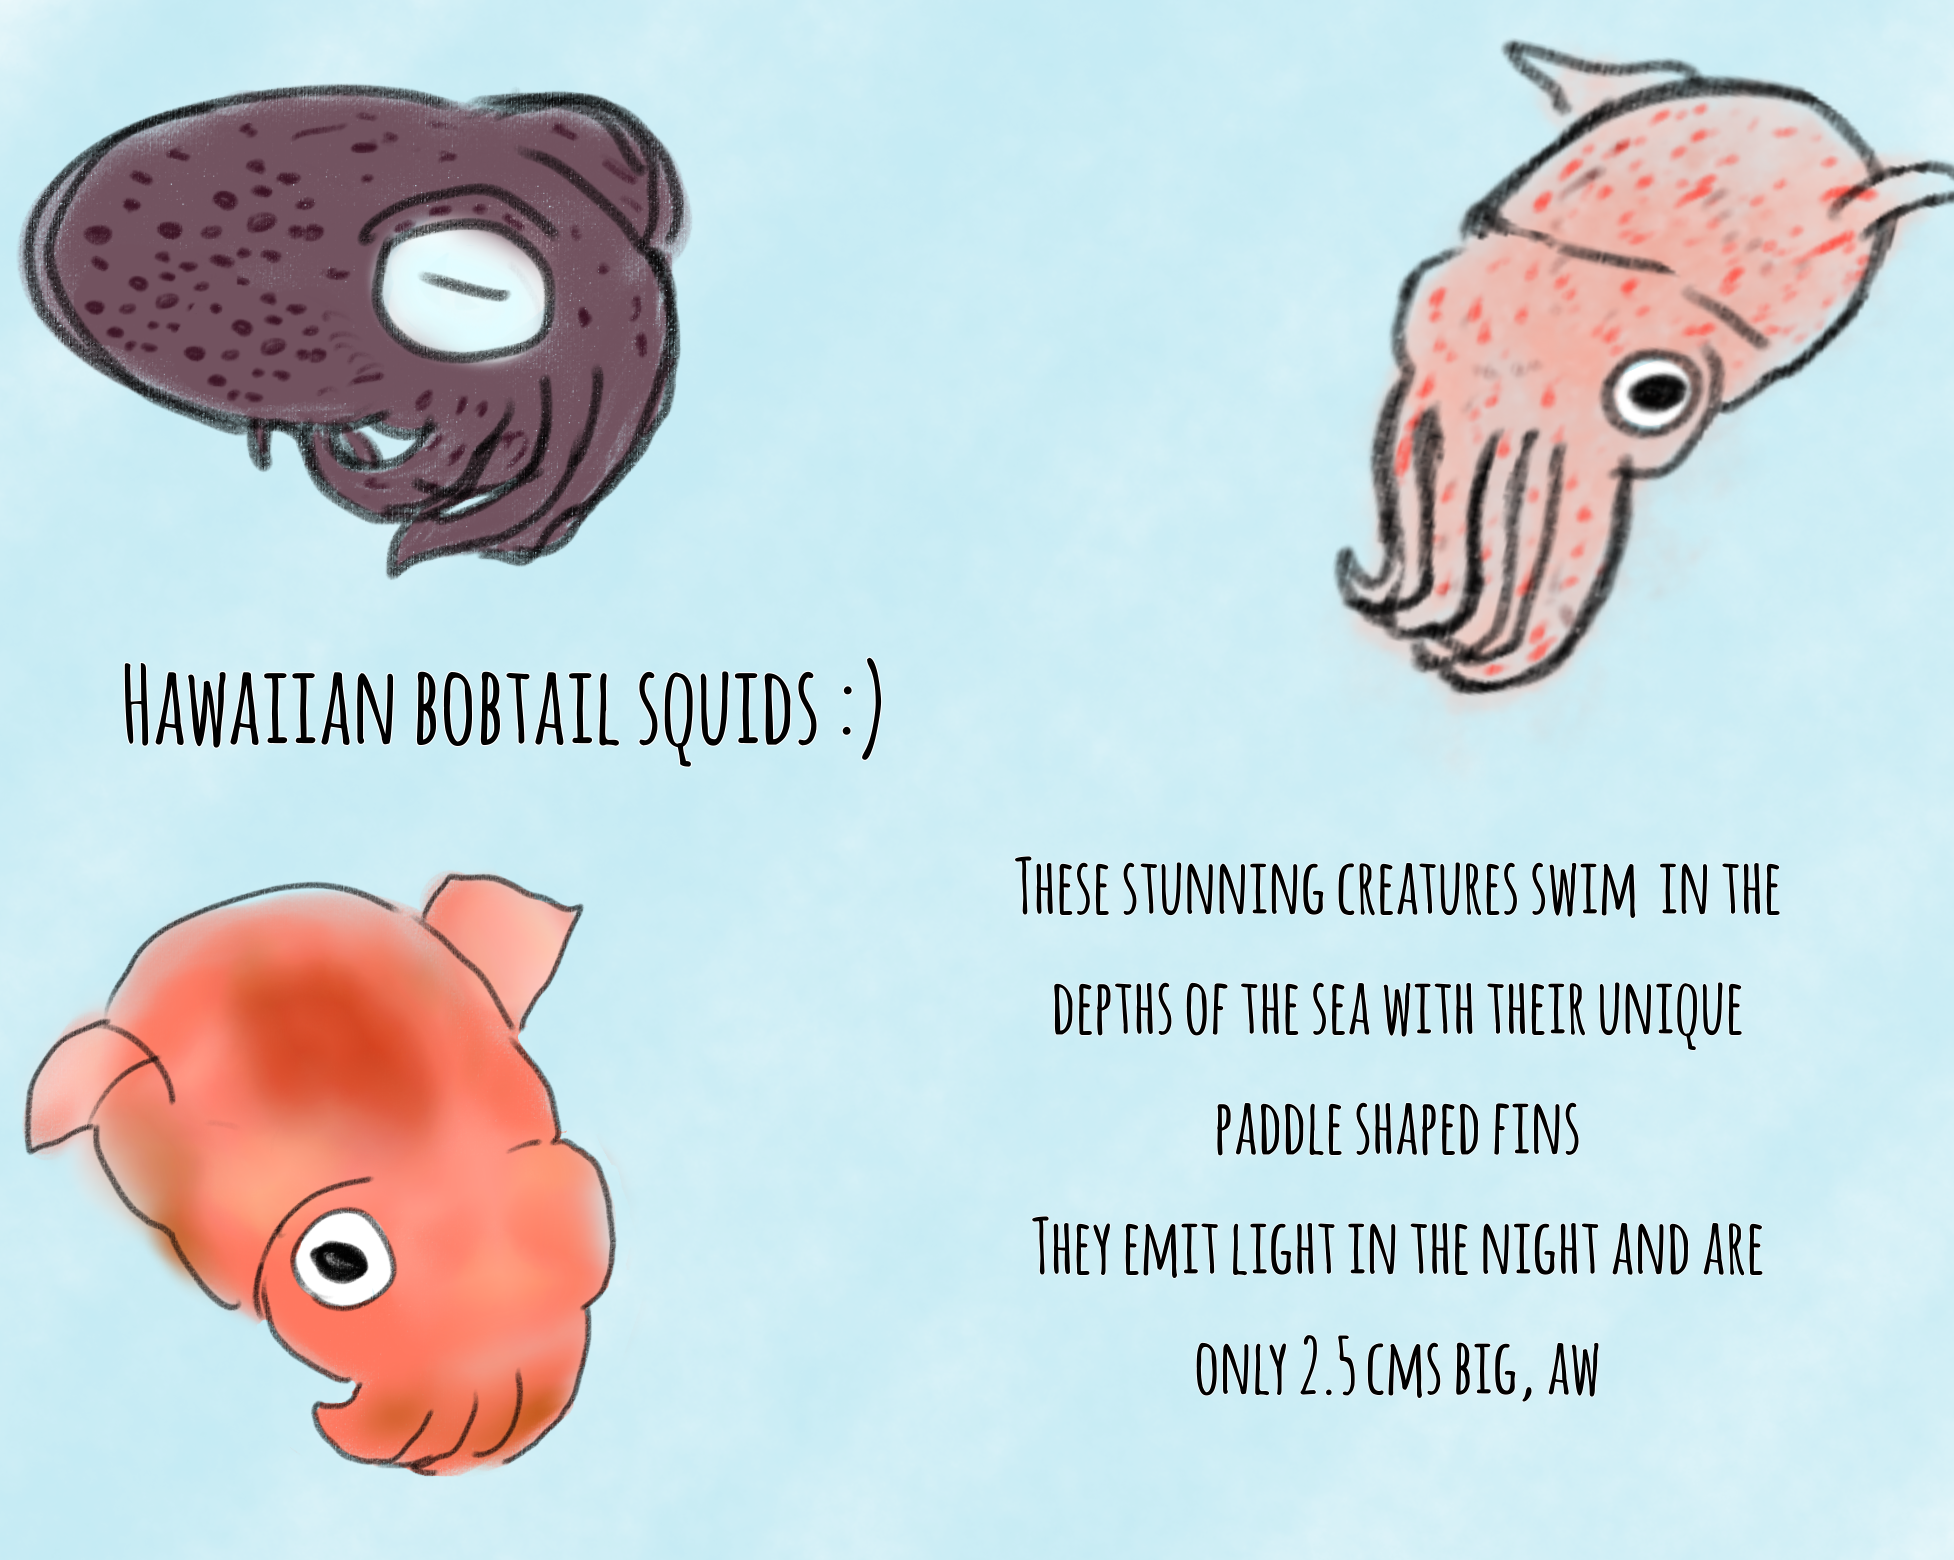 Hawaiian bobtail squids :)
These stunning creatures swim in the
depths of the sea with their unique
paddle shaped fins
They emit light in the night and are
only 2.5 cms big, aw